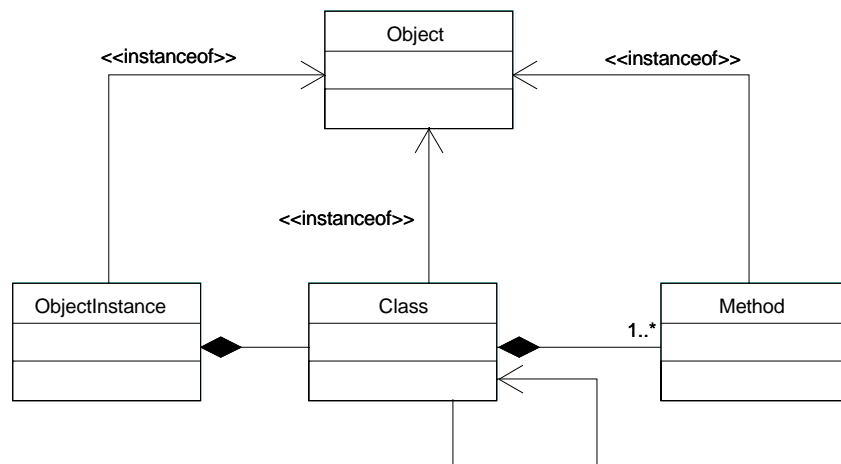 Object
<<instanceof>>
<<instanceof>>
<<instanceof>>
ObjectInstance
Class
Method
1..*